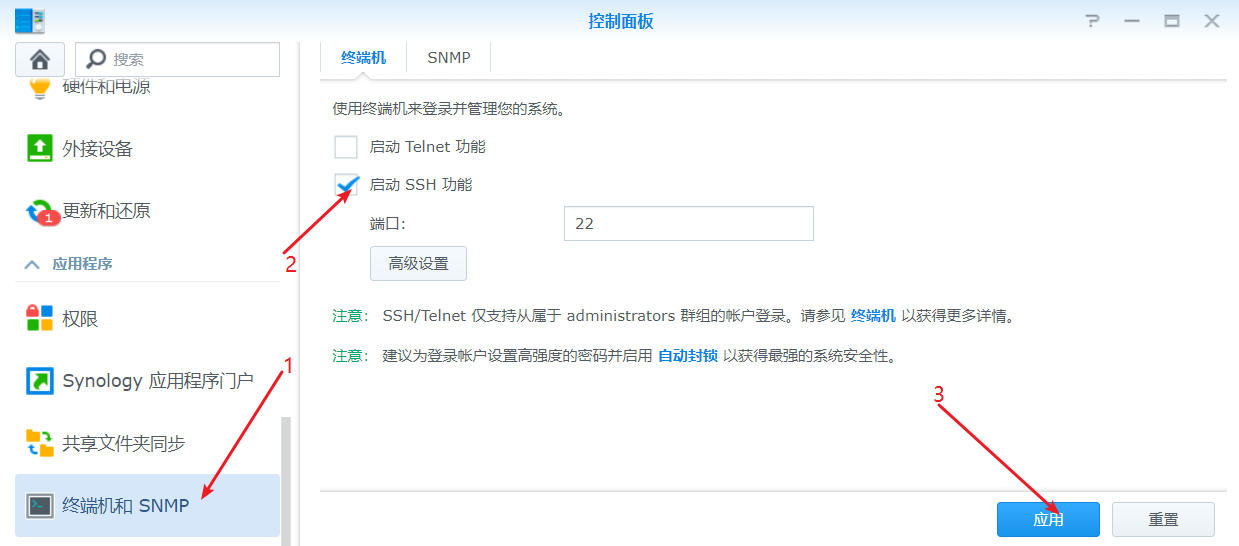 控制面板
搜索
硬件和电源
外接设备
1
更新和还原
应用程序
权限
Synology 应用程序门户
共享文件夹同步
终端机和 SNMP
1
终端机
SNMP
使用终端机来登录并管理您的系统。
启动 Telnet 功能
启动 SSH 功能
2
端口:
22
高级设置
注意: SSH/Telnet 仅支持从属于 administrators 群组的帐户登录。请参见 终端机 以获得更多详情。
注意: 建议为登录帐户设置高强度的密码并启用 自动封锁 以获得最强的系统安全性。
3
应用
重置